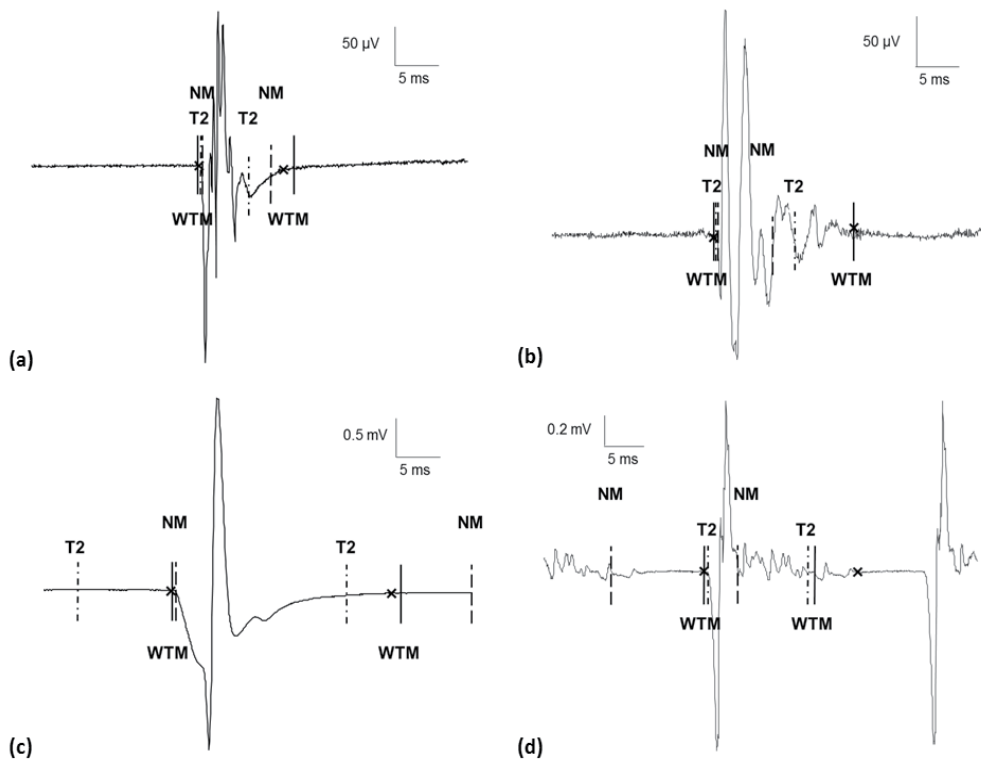 50 µV
5 ms
NM
NM
T2
T2
WTM
WTM
(a)
50 µV
5 ms
NM
NM
T2
T2
WTM
WTM
(b)
0.5 mV
5 ms
NM
NM
T2
T2
WTM
WTM
(c)
0.2 mV
5 ms
NM
NM
T2
T2
WTM
WTM
(d)